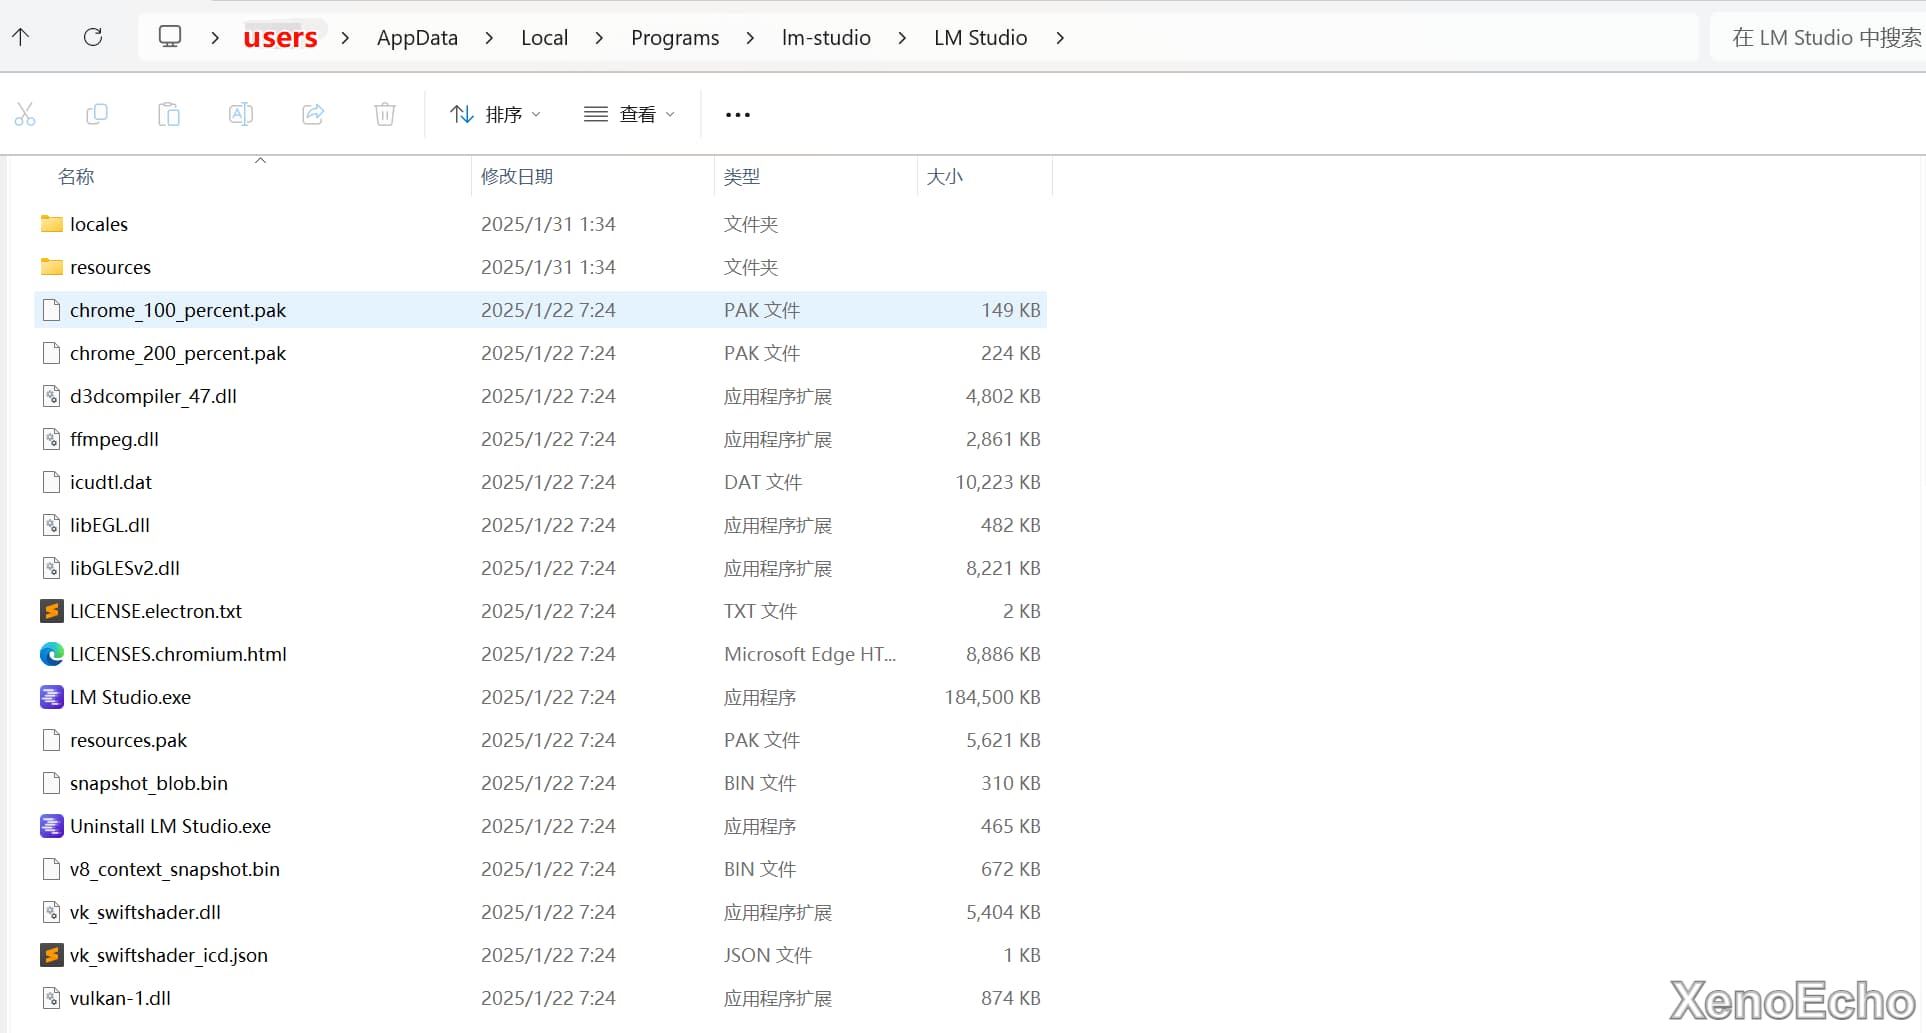 users > AppData > Local > Programs > lm-studio > LM Studio > 在 LM Studio 中搜索
排序 查看
名称 修改日期 类型 大小
locales 2025/1/31 1:34 文件夹
resources 2025/1/31 1:34 文件夹
chrome_100_percent.pak 2025/1/22 7:24 PAK 文件 149 KB
chrome_200_percent.pak 2025/1/22 7:24 PAK 文件 224 KB
d3dcompiler_47.dll 2025/1/22 7:24 应用程序扩展 4,802 KB
ffmpeg.dll 2025/1/22 7:24 应用程序扩展 2,861 KB
icudtl.dat 2025/1/22 7:24 DAT 文件 10,223 KB
libEGL.dll 2025/1/22 7:24 应用程序扩展 482 KB
libGLESv2.dll 2025/1/22 7:24 应用程序扩展 8,221 KB
LICENSE.electron.txt 2025/1/22 7:24 TXT 文件 2 KB
LICENSES.chromium.html 2025/1/22 7:24 Microsoft Edge HT... 8,886 KB
LM Studio.exe 2025/1/22 7:24 应用程序 184,500 KB
resources.pak 2025/1/22 7:24 PAK 文件 5,621 KB
snapshot_blob.bin 2025/1/22 7:24 BIN 文件 310 KB
Uninstall LM Studio.exe 2025/1/22 7:24 应用程序 465 KB
v8_context_snapshot.bin 2025/1/22 7:24 BIN 文件 672 KB
vk_swiftshader.dll 2025/1/22 7:24 应用程序扩展 5,404 KB
vk_swiftshader_icd.json 2025/1/22 7:24 JSON 文件 1 KB
vulkan-1.dll 2025/1/22 7:24 应用程序扩展 874 KB
XenoEcho